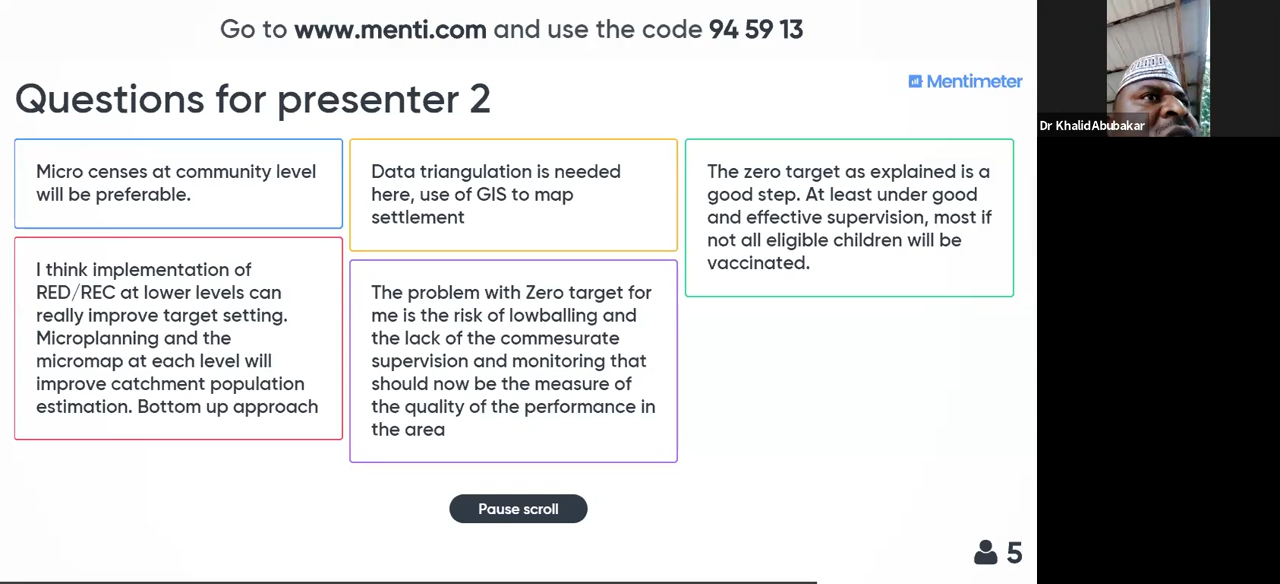 Go to www.menti.com and use the code 94 59 13
Mentimeter
Questions for presenter 2
Micro censes at community level
will be preferable.
I think implementation of
RED/REC at lower levels can
really improve target setting.
Microplanning and the
micromap at each level will
improve catchment population
estimation. Bottom up approach
Data triangulation is needed
here, use of GIS to map
settlement
The problem with Zero target for
me is the risk of lowballing and
the lack of the commesurate
supervision and monitoring that
should now be the measure of
the quality of the performance in
the area
The zero target as explained is a
good step. At least under good
and effective supervision, most if
not all eligible children will be
vaccinated.
Pause scroll
5
Dr KhalidAbubakar